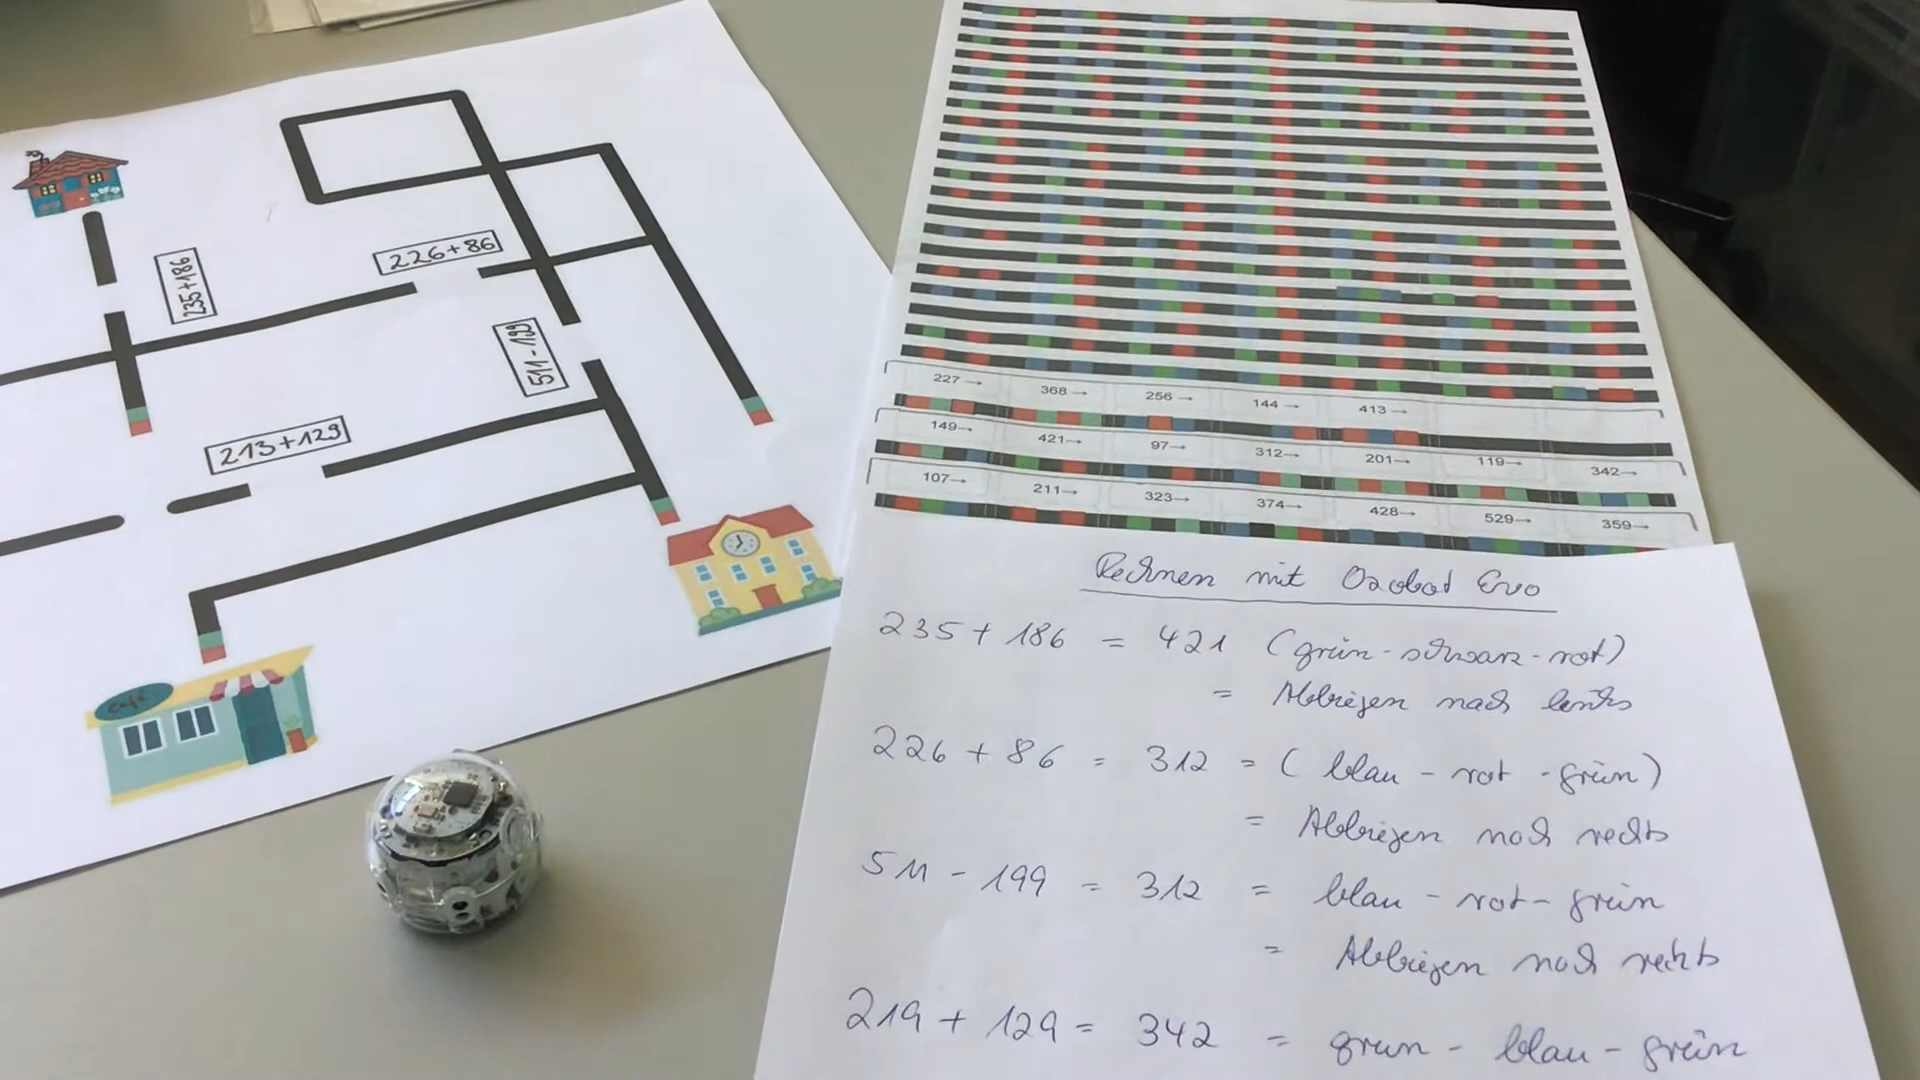 235+186
226+86
511-199
213+129
Café
227→ 368→ 256→ 144→ 413→
149→ 421→ 97→ 312→ 201→ 119→ 342→
107→ 211→ 323→ 374→ 428→ 529→ 359→
Rechnen mit Ozobot Evo
235 + 186 = 421 (grün-schwarz-rot)
= Abbiegen nach links
226 + 86 = 312 = (blau - rot - grün)
= Abbiegen nach rechts
511 - 199 = 312 = blau - rot - grün
= Abbiegen nach rechts
219 + 129 = 342 = grün - blau - grün